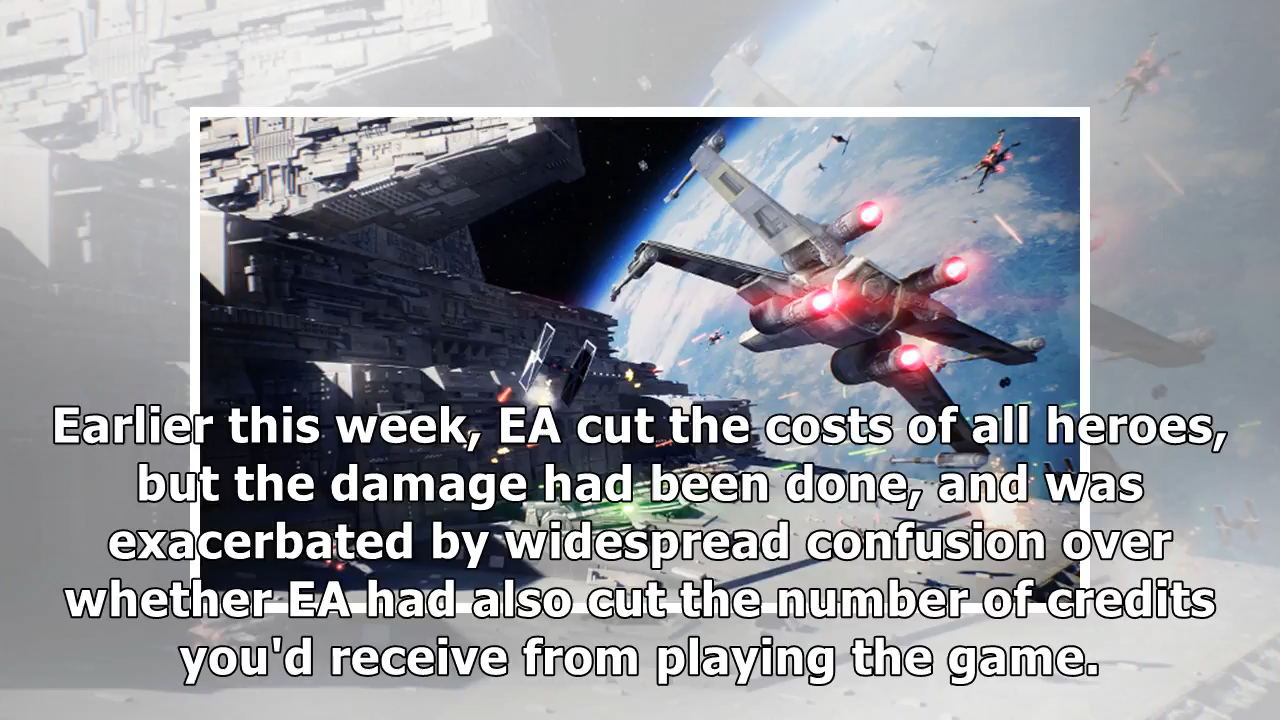 Earlier this week, EA cut the costs of all heroes,
but the damage had been done, and was
exacerbated by widespread confusion over
whether EA had also cut the number of credits
you'd receive from playing the game.